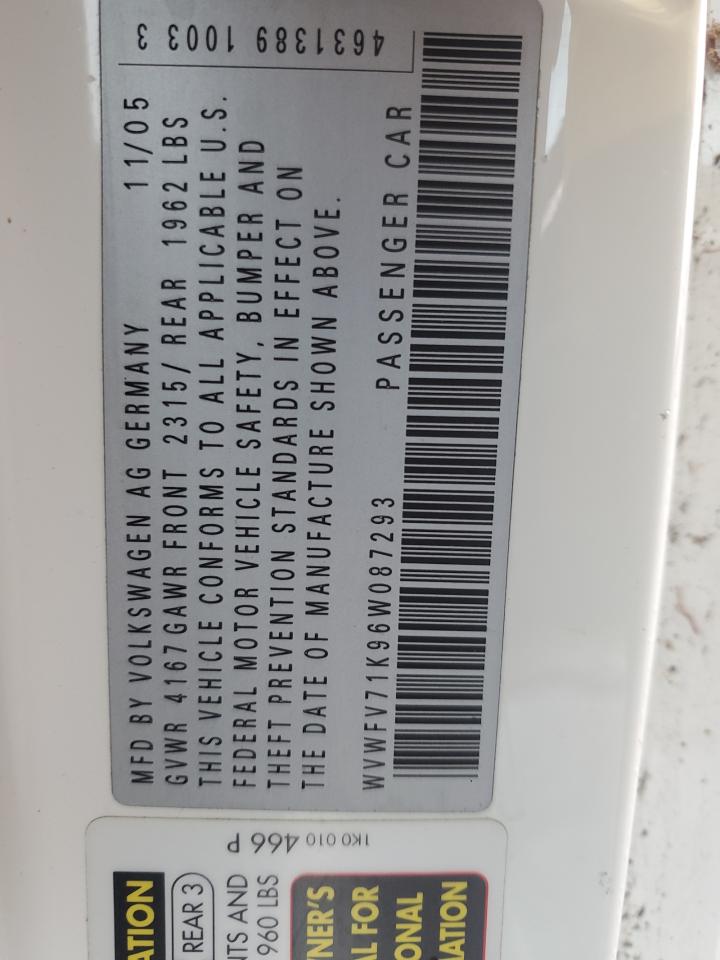 MFD BY VOLKSWAGEN AG GERMANY 11/05
GVWR 4167GAWR FRONT 2315/ REAR 1962 LBS
THIS VEHICLE CONFORMS TO ALL APPLICABLE U.S.
FEDERAL MOTOR VEHICLE SAFETY, BUMPER AND
THEFT PREVENTION STANDARDS IN EFFECT ON
THE DATE OF MANUFACTURE SHOWN ABOVE.
WVWFV71K96W087293 PASSENGER CAR
4631389 1003 3
1K0 010 466 P
ATION
REAR 3
NTS AND
960 LBS
NER'S
AL FOR
ONAL
ATION